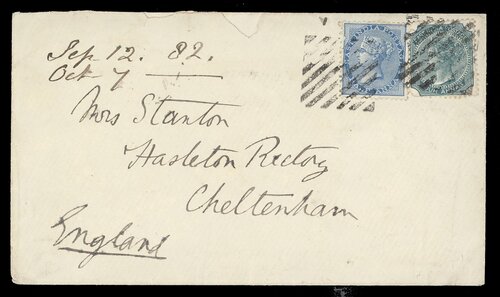 Sep 12. 82.
Oct 7
Mrs Stanton
Hasleton Rectory
Cheltenham
England